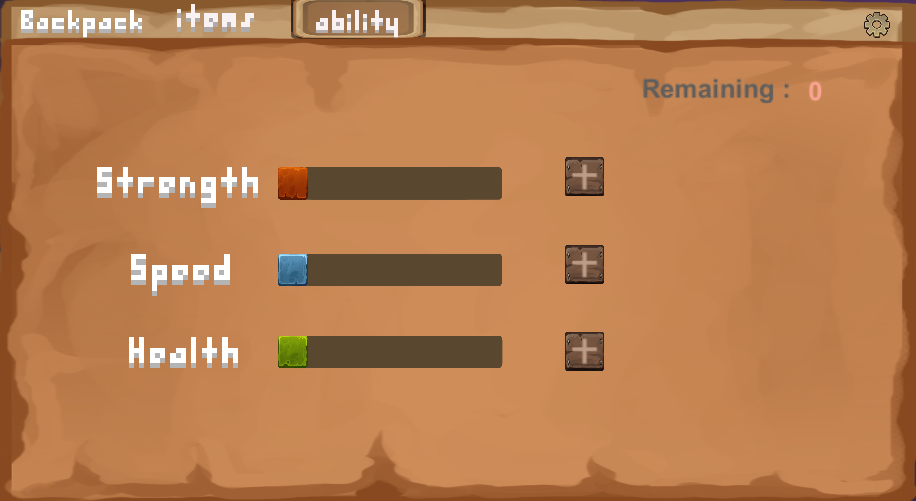 Backpack items ability
Remaining : 0
Strength
Speed
Health